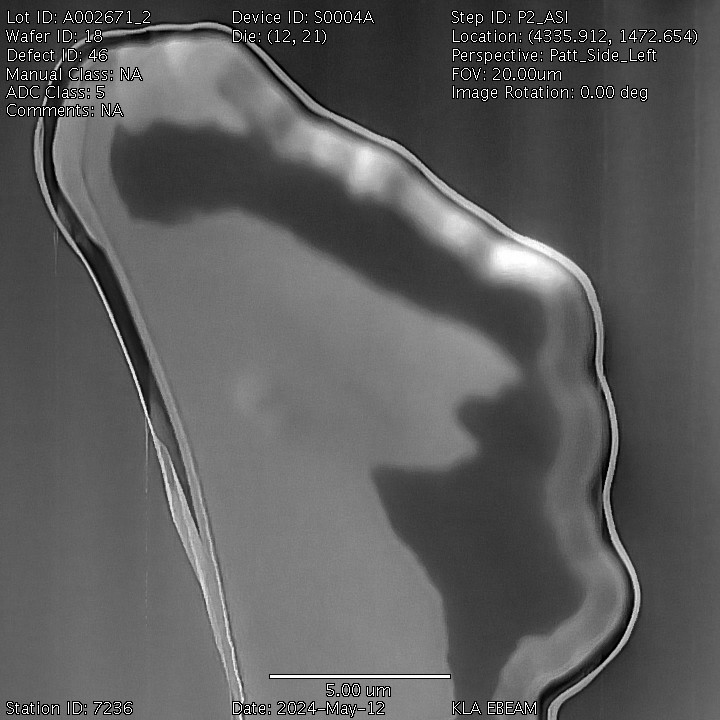 Lot ID: A002671_2
Wafer ID: 18
Defect ID: 46
Manual Class: NA
ADC Class: 5
Comments: NA
Device ID: S0004A
Die: (12, 21)
Step ID: P2_ASI
Location: (4335.912, 1472.654)
Perspective: Patt_Side_Left
FOV: 20.00um
Image Rotation: 0.00 deg
5.00 um
Station ID: 7236
Date: 2024-May-12
KLA EBEAM